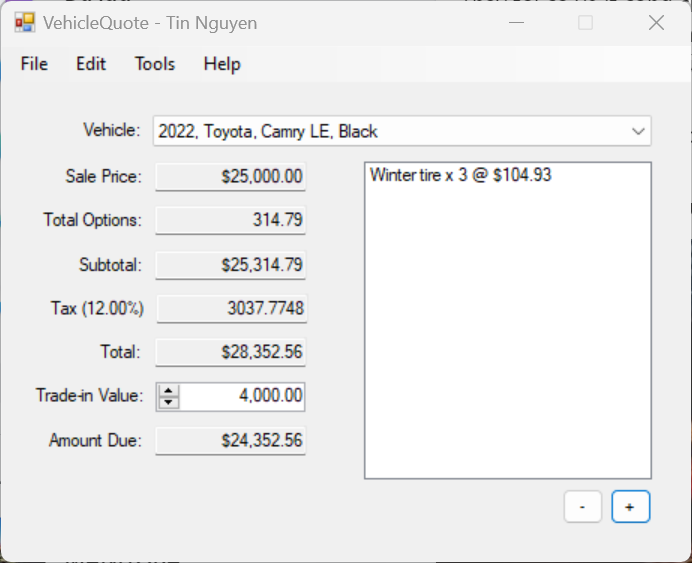 VehicleQuote - Tin Nguyen
File Edit Tools Help
Vehicle: 2022, Toyota, Camry LE, Black
Sale Price: $25,000.00
Winter tire x 3 @ $104.93
Total Options: 314.79
Subtotal: $25,314.79
Tax (12.00%) 3037.7748
Total: $28,352.56
Trade-in Value: 4,000.00
Amount Due: $24,352.56
- +